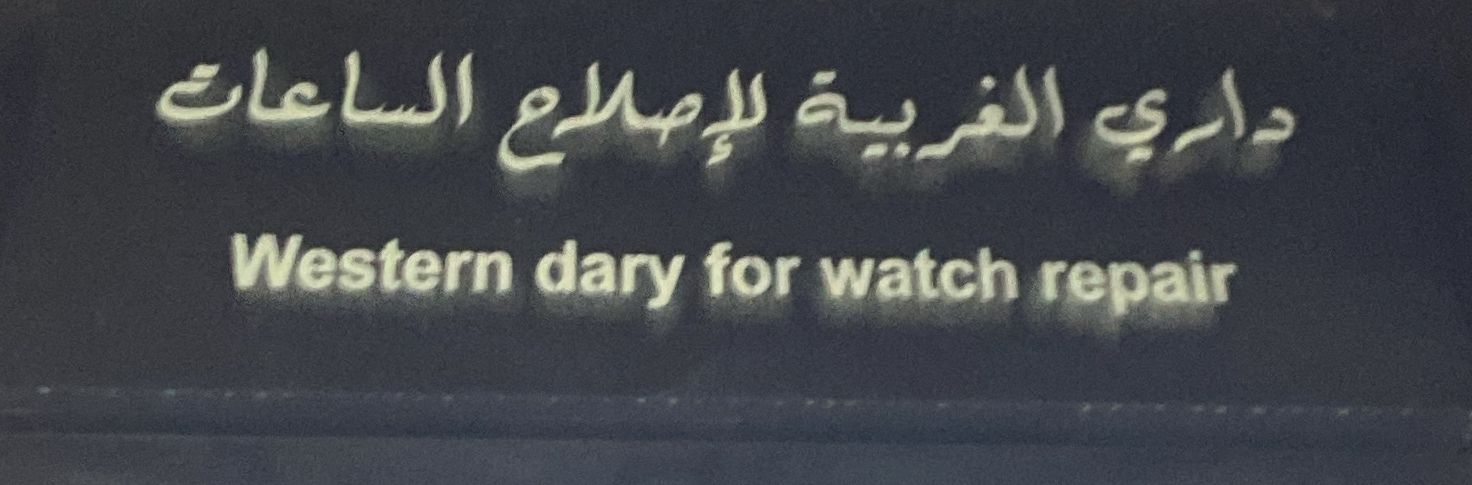 داري الغربية لإصلاح الساعات
Western dary for watch repair